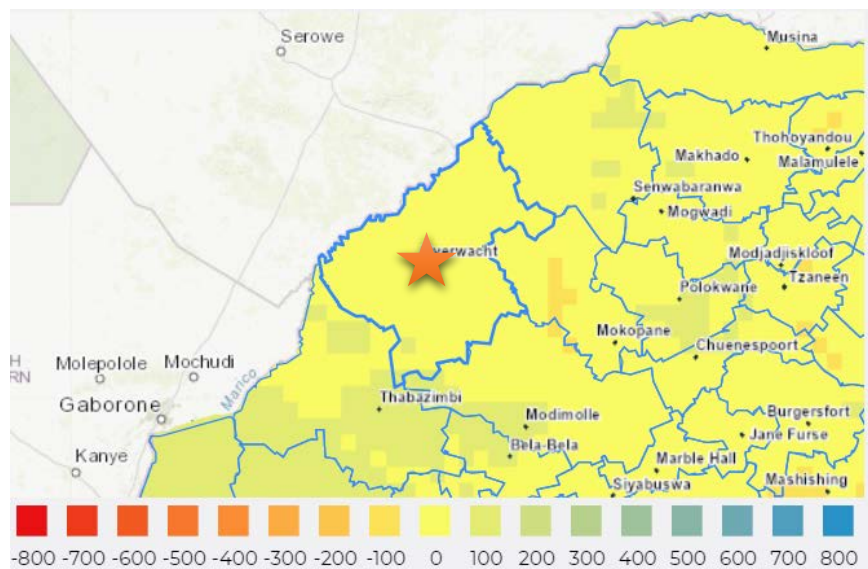 Serowe
Musina
Thohoyandou
Makhado
Malamulele
Senwabaranwa
Mogwadi
verwacht
Modjadjiskloof
Tzaneen
Polokwane
Mokopane
Chuenespoort
H
RN
Molepolole
Mochudi
Marico
Thabazimbi
Gaborone
Modimolle
Burgersfort
Jane Furse
Bela-Bela
Kanye
Marble Hall
Siyabuswa
Mashishing
-800 -700 -600 -500 -400 -300 -200 -100 0 100 200 300 400 500 600 700 800